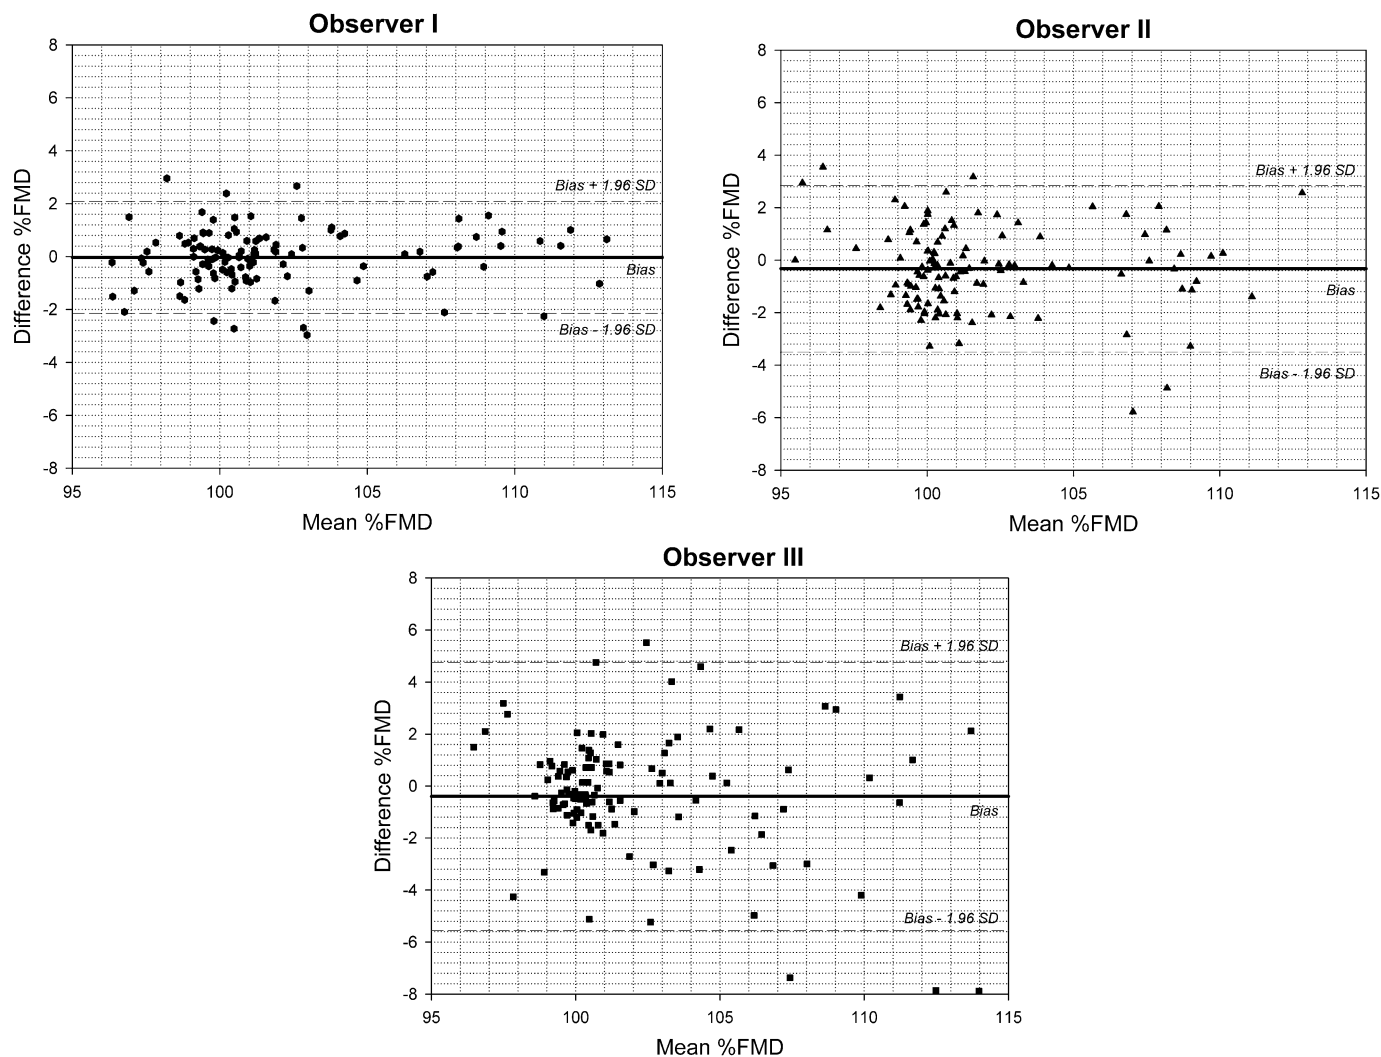 Observer I
8
6
4
2
0
-2
-4
-6
-8
Difference %FMD
Bias + 1.96 SD
Bias
Bias - 1.96 SD
95 100 105 110 115
Mean %FMD
Observer II
8
6
4
2
0
-2
-4
-6
-8
Difference %FMD
Bias + 1.96 SD
Bias
Bias - 1.96 SD
95 100 105 110 115
Mean %FMD
Observer III
8
6
4
2
0
-2
-4
-6
-8
Difference %FMD
Bias + 1.96 SD
Bias
Bias - 1.96 SD
95 100 105 110 115
Mean %FMD